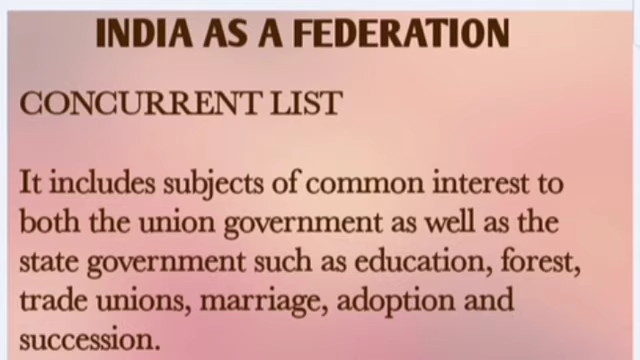 INDIA AS A FEDERATION
CONCURRENT LIST
It includes subjects of common interest to
both the union government as well as the
state government such as education, forest,
trade unions, marriage, adoption and
succession.